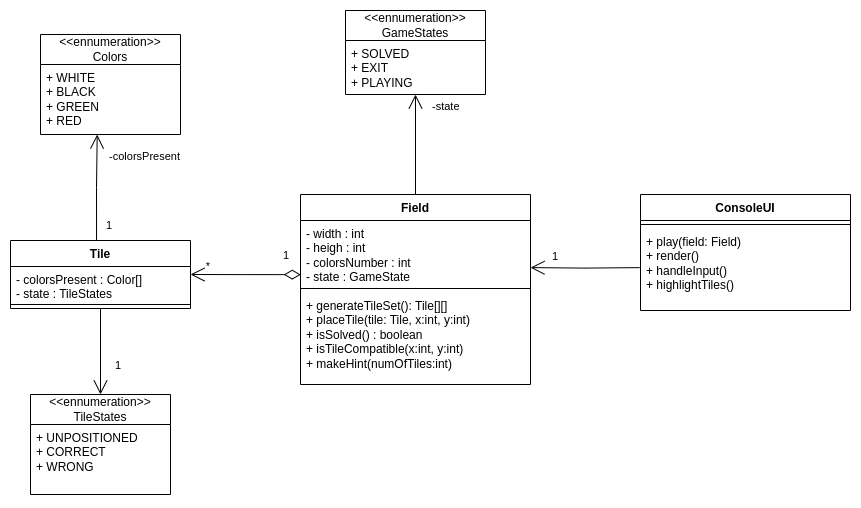 <<ennumeration>>
Colors
+ WHITE
+ BLACK
+ GREEN
+ RED
-colorsPresent
1
<<ennumeration>>
GameStates
+ SOLVED
+ EXIT
+ PLAYING
-state
Tile
- colorsPresent : Color[]
- state : TileStates
*
1
Field
- width : int
- heigh : int
- colorsNumber : int
- state : GameState
+ generateTileSet(): Tile[][]
+ placeTile(tile: Tile, x:int, y:int)
+ isSolved() : boolean
+ isTileCompatible(x:int, y:int)
+ makeHint(numOfTiles:int)
1
ConsoleUI
+ play(field: Field)
+ render()
+ handleInput()
+ highlightTiles()
1
<<ennumeration>>
TileStates
+ UNPOSITIONED
+ CORRECT
+ WRONG